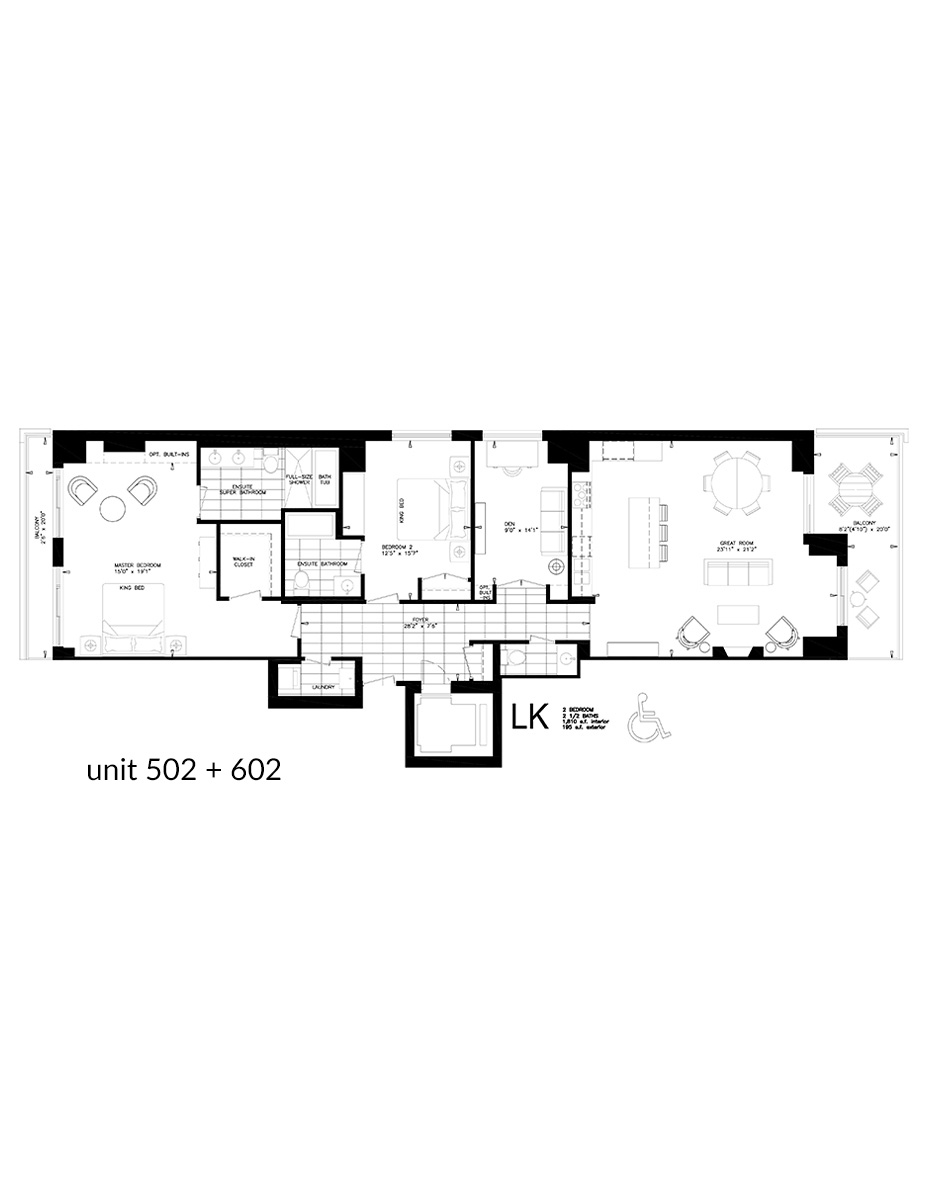 OPT. BUILT-INS
ENSUITE
SUPER BATHROOM
FULL-SIZE
SHOWER
BATH
TUB
KING BED
BALCONY
2'6" x 20'0"
DEN
9'0" x 14'1"
BALCONY
6'2"(4'10") x 20'0"
GREAT ROOM
23'11" x 21'2"
BEDROOM 2
12'3" x 15'7"
WALK-IN
CLOSET
ENSUITE BATHROOM
MASTER BEDROOM
15'0" x 19'1"
KING BED
OPT.
BUILT
-INS
FOYER
28'2" x 7'6"
LAUNDRY
LK
2 BEDROOM
2 1/2 BATHS
1,810 s.f. interior
195 s.f. exterior
unit 502 + 602